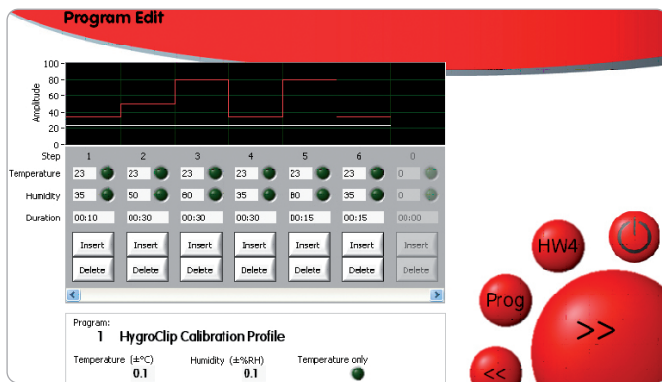 Program Edit
100
80
60
40
20
0
Amplitude
Step 1 2 3 4 5 6 0
Temperature 23 23 23 23 23 23 0
Humidity 35 50 80 35 80 35 0
Duration 00:10 00:30 00:30 00:30 00:15 00:15 00:00
Insert Insert Insert Insert Insert Insert Insert
Delete Delete Delete Delete Delete Delete Delete
Program:
1 HygroClip Calibration Profile
Temperature (±°C) Humidity (±%RH) Temperature only
0.1 0.1
HW4
Prog
>>
<<